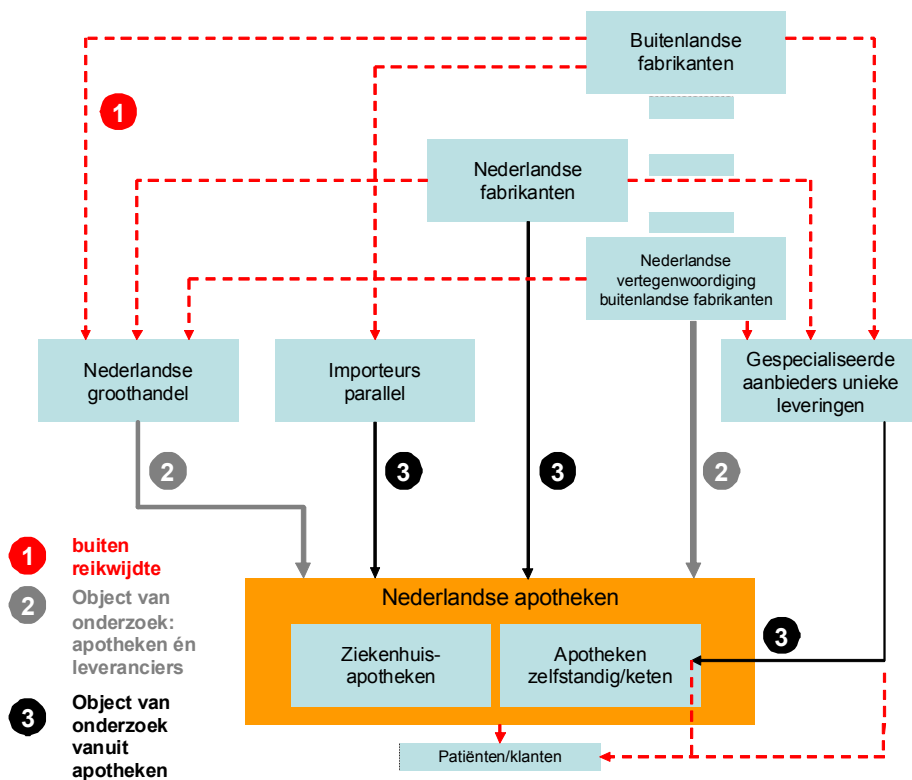 Buitenlandse
fabrikanten
1
Nederlandse
fabrikanten
Nederlandse
vertegenwoordiging
buitenlandse fabrikanten
Nederlandse
groothandel
Importeurs
parallel
Gespecialiseerde
aanbieders unieke
leveringen
2
3
3
2
1
buiten
reikwijdte
2
Object van
onderzoek:
apotheken én
leveranciers
3
Object van
onderzoek
vanuit
apotheken
Nederlandse apotheken
Ziekenhuis-
apotheken
Apotheken
zelfstandig/keten
3
Patiënten/klanten